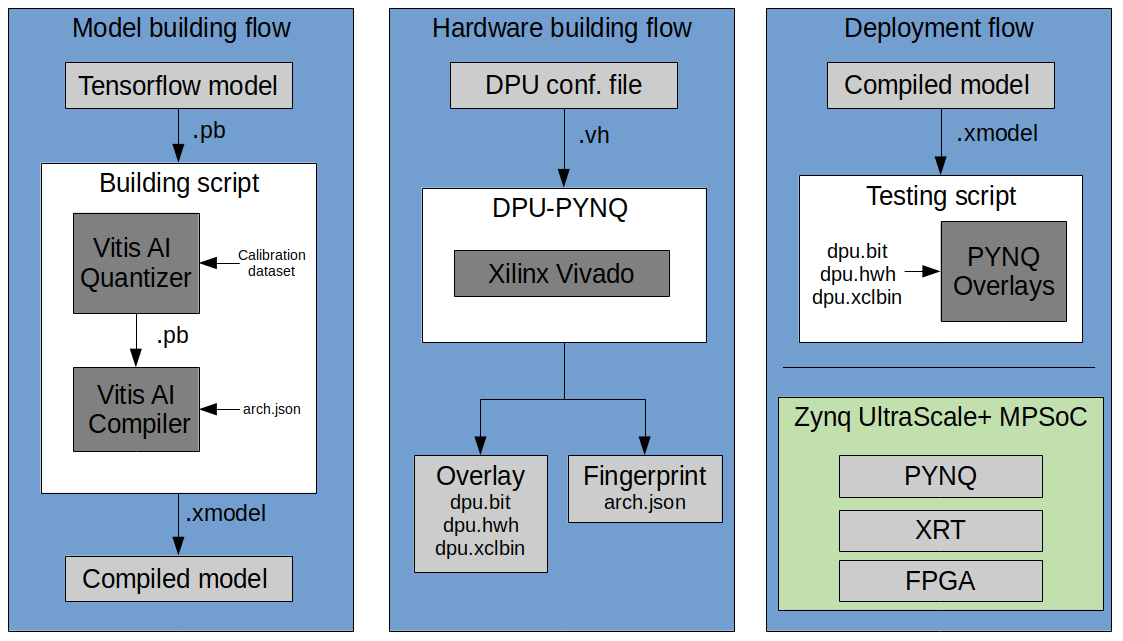 Model building flow
Tensorflow model
.pb
Building script
Vitis AI
Quantizer
Calibration
dataset
.pb
Vitis AI
Compiler
arch.json
.xmodel
Compiled model
Hardware building flow
DPU conf. file
.vh
DPU-PYNQ
Xilinx Vivado
Overlay
dpu.bit
dpu.hwh
dpu.xclbin
Fingerprint
arch.json
Deployment flow
Compiled model
.xmodel
Testing script
dpu.bit
dpu.hwh
dpu.xclbin
PYNQ
Overlays
Zynq UltraScale+ MPSoC
PYNQ
XRT
FPGA